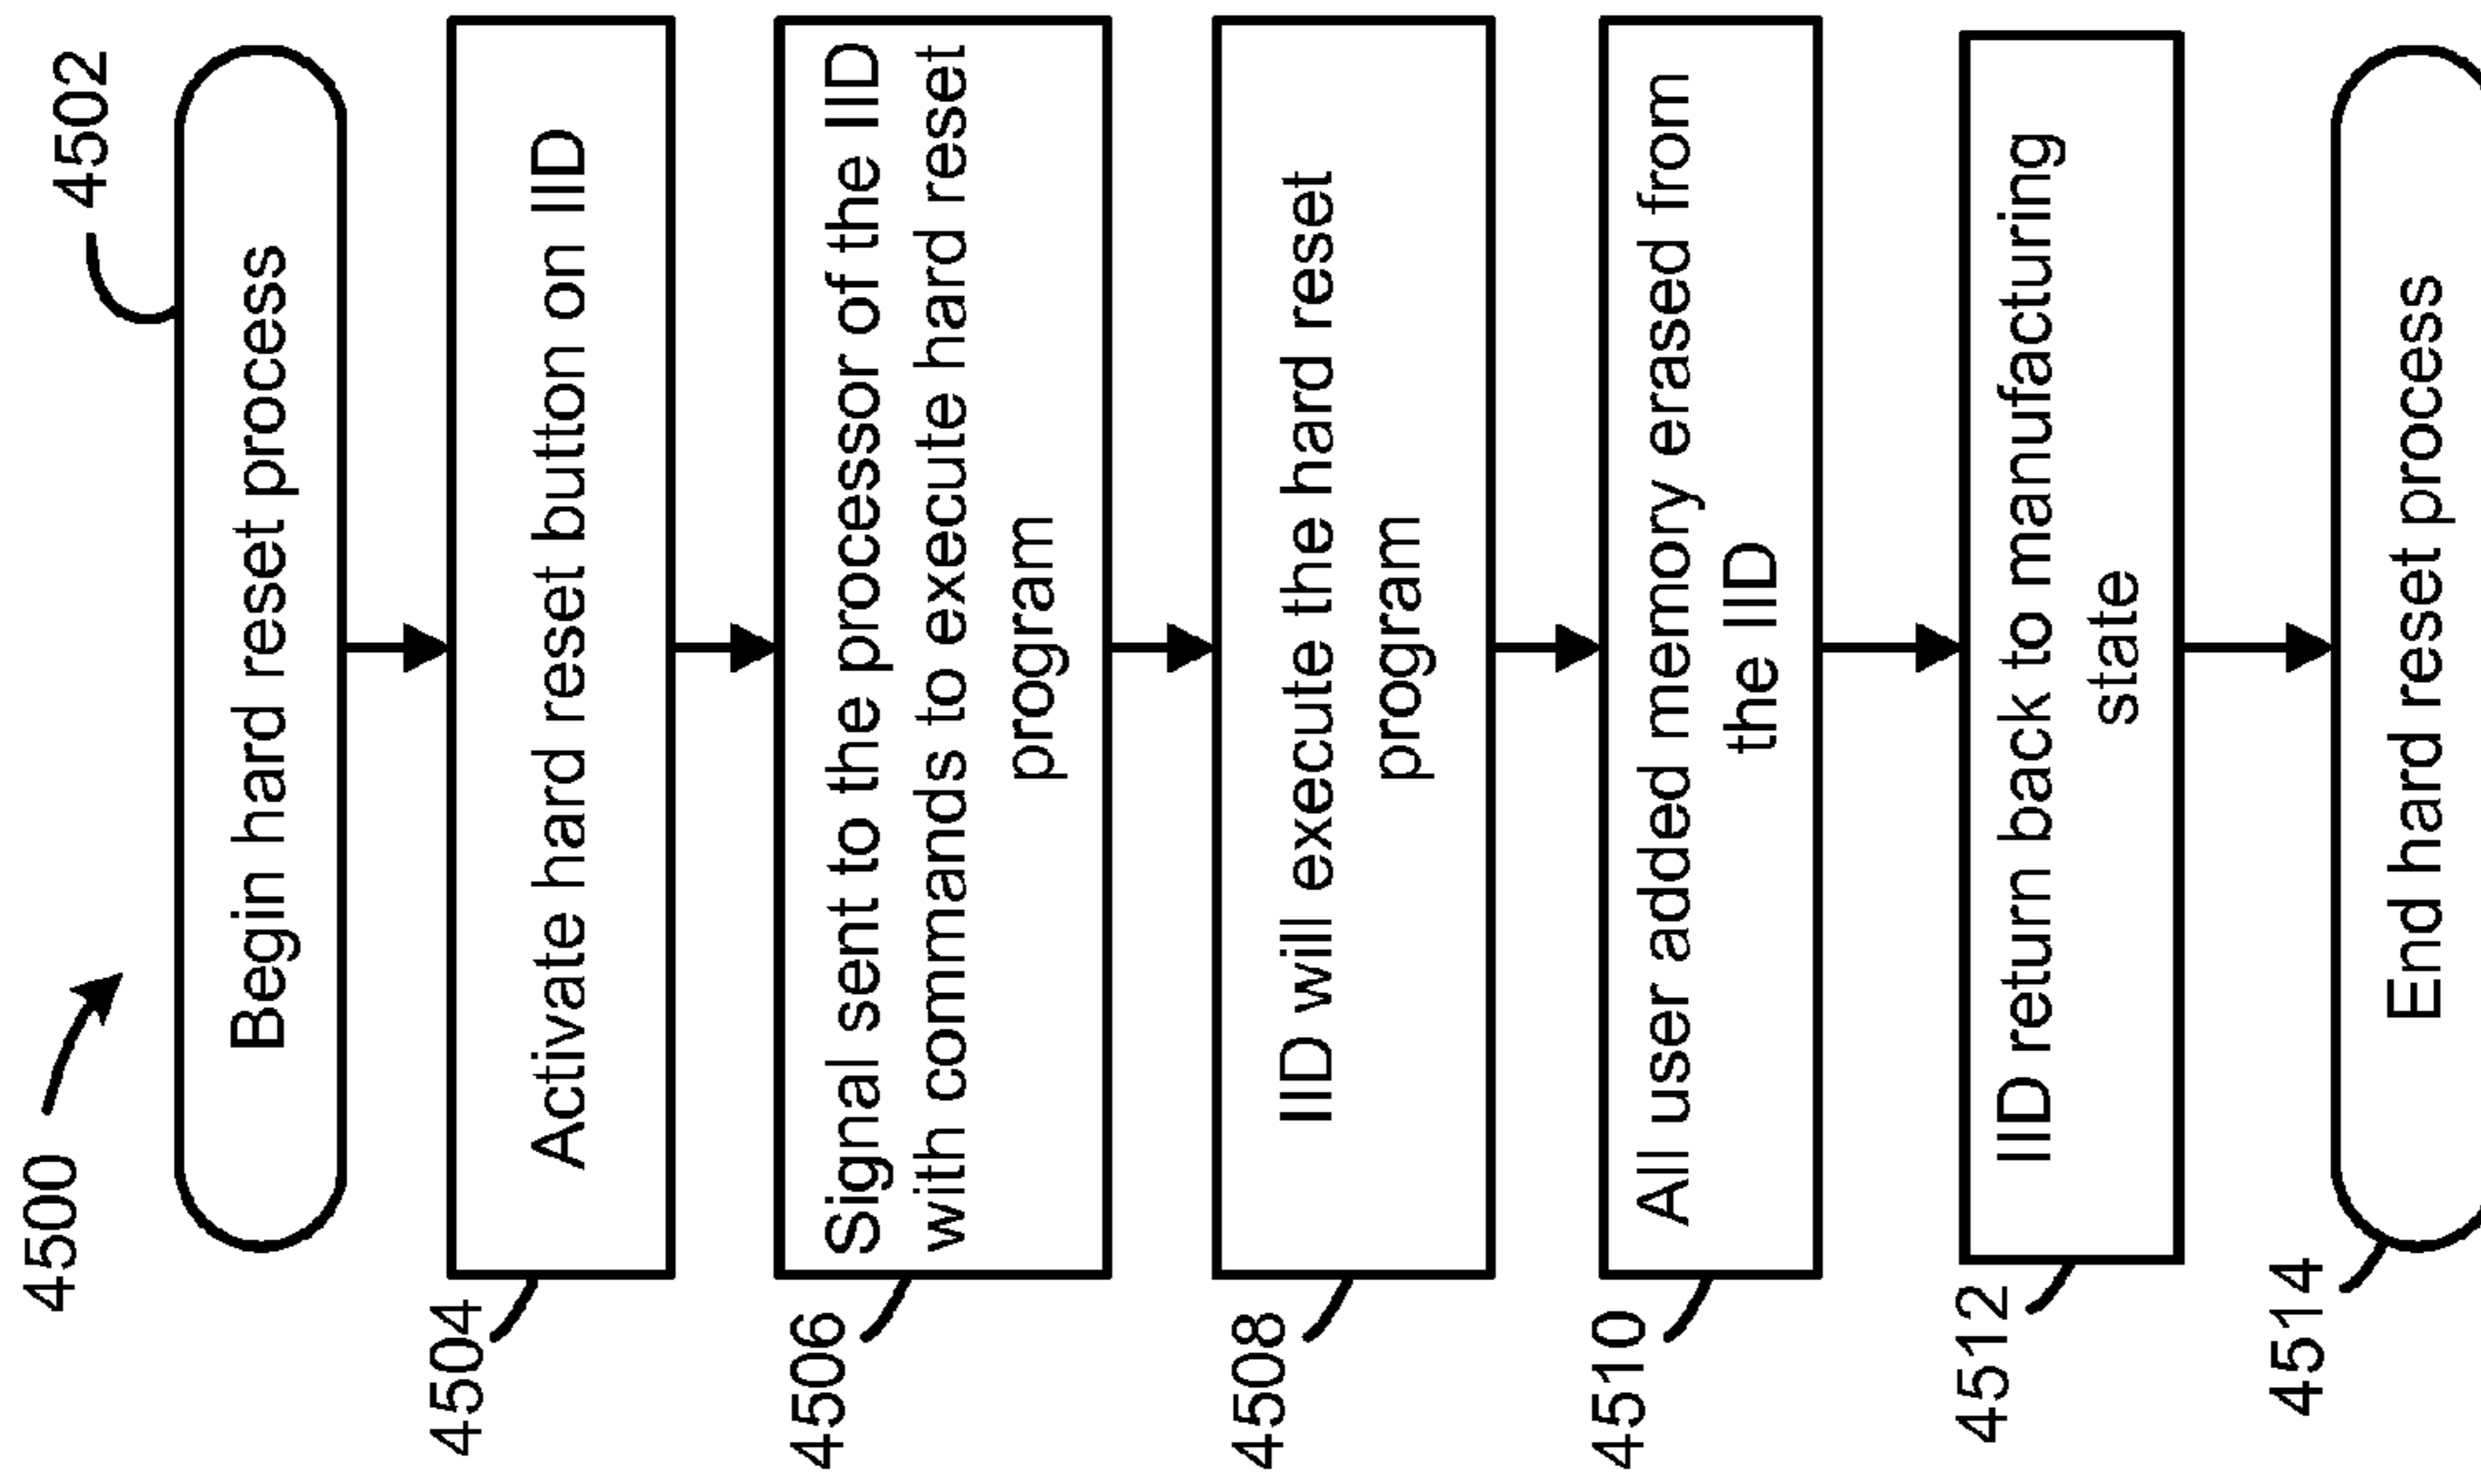 4500
4502
Begin hard reset process
4504
Activate hard reset button on IID
4506
Signal sent to the processor of the IID
with commands to execute hard reset
program
4508
IID will execute the hard reset
program
4510
All user added memory erased from
the IID
4512
IID return back to manufacturing
state
4514
End hard reset process